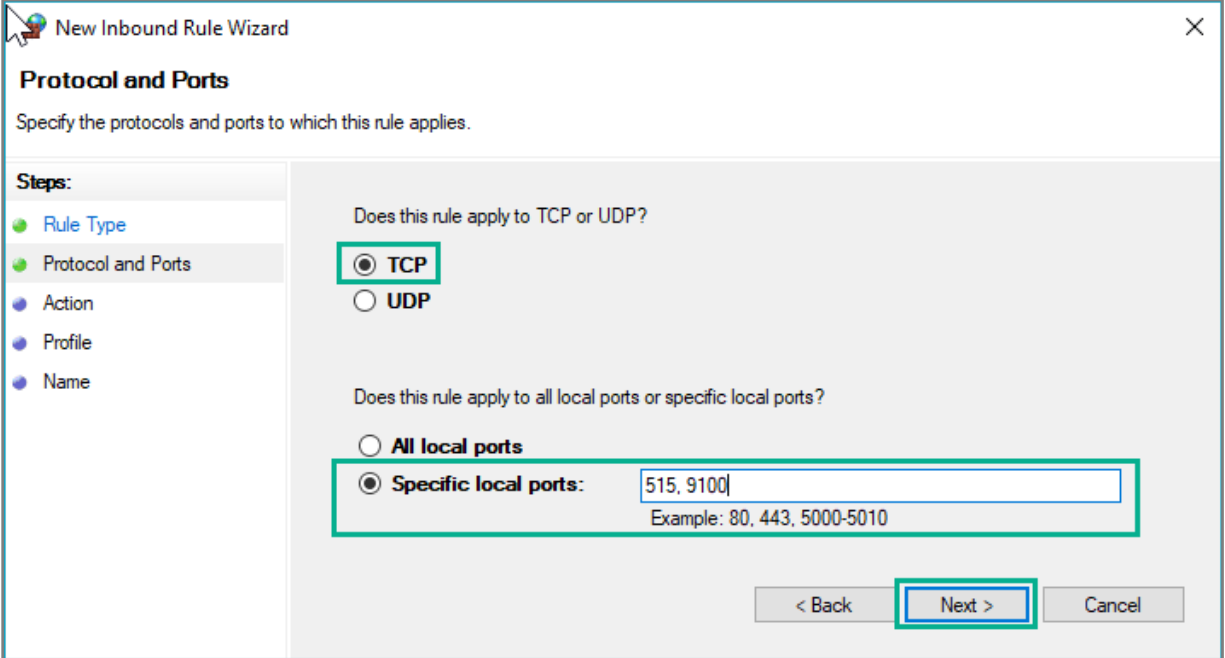 New Inbound Rule Wizard
Protocol and Ports
Specify the protocols and ports to which this rule applies.
Steps:
Rule Type
Protocol and Ports
Action
Profile
Name
Does this rule apply to TCP or UDP?
TCP
UDP
Does this rule apply to all local ports or specific local ports?
All local ports
Specific local ports: 515, 9100
Example: 80, 443, 5000-5010
< Back Next > Cancel